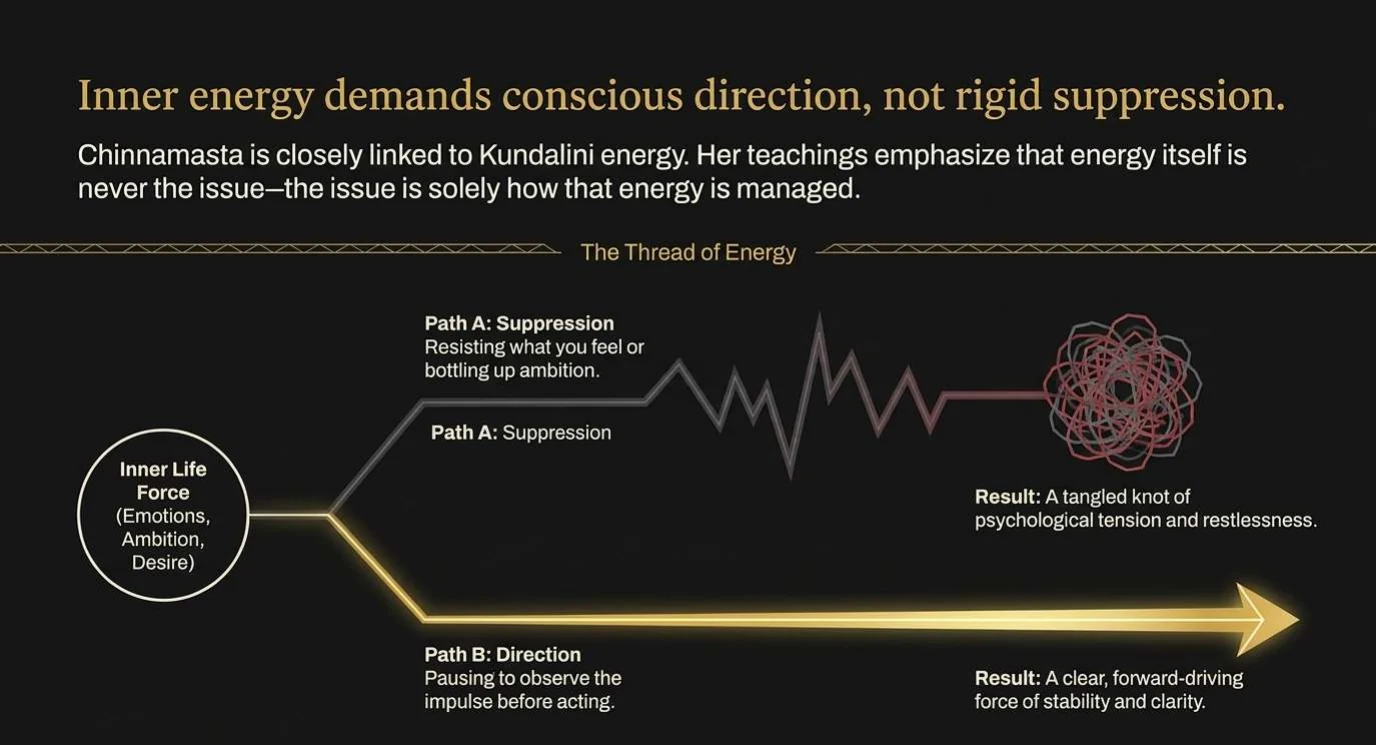 Inner energy demands conscious direction, not rigid suppression.
Chinnamasta is closely linked to Kundalini energy. Her teachings emphasize that energy itself is
never the issue—the issue is solely how that energy is managed.
The Thread of Energy
Path A: Suppression
Resisting what you feel or
bottling up ambition.
Path A: Suppression
Inner Life
Force
(Emotions,
Ambition,
Desire)
Result: A tangled knot of
psychological tension and restlessness.
Path B: Direction
Pausing to observe the
impulse before acting.
Result: A clear, forward-driving
force of stability and clarity.